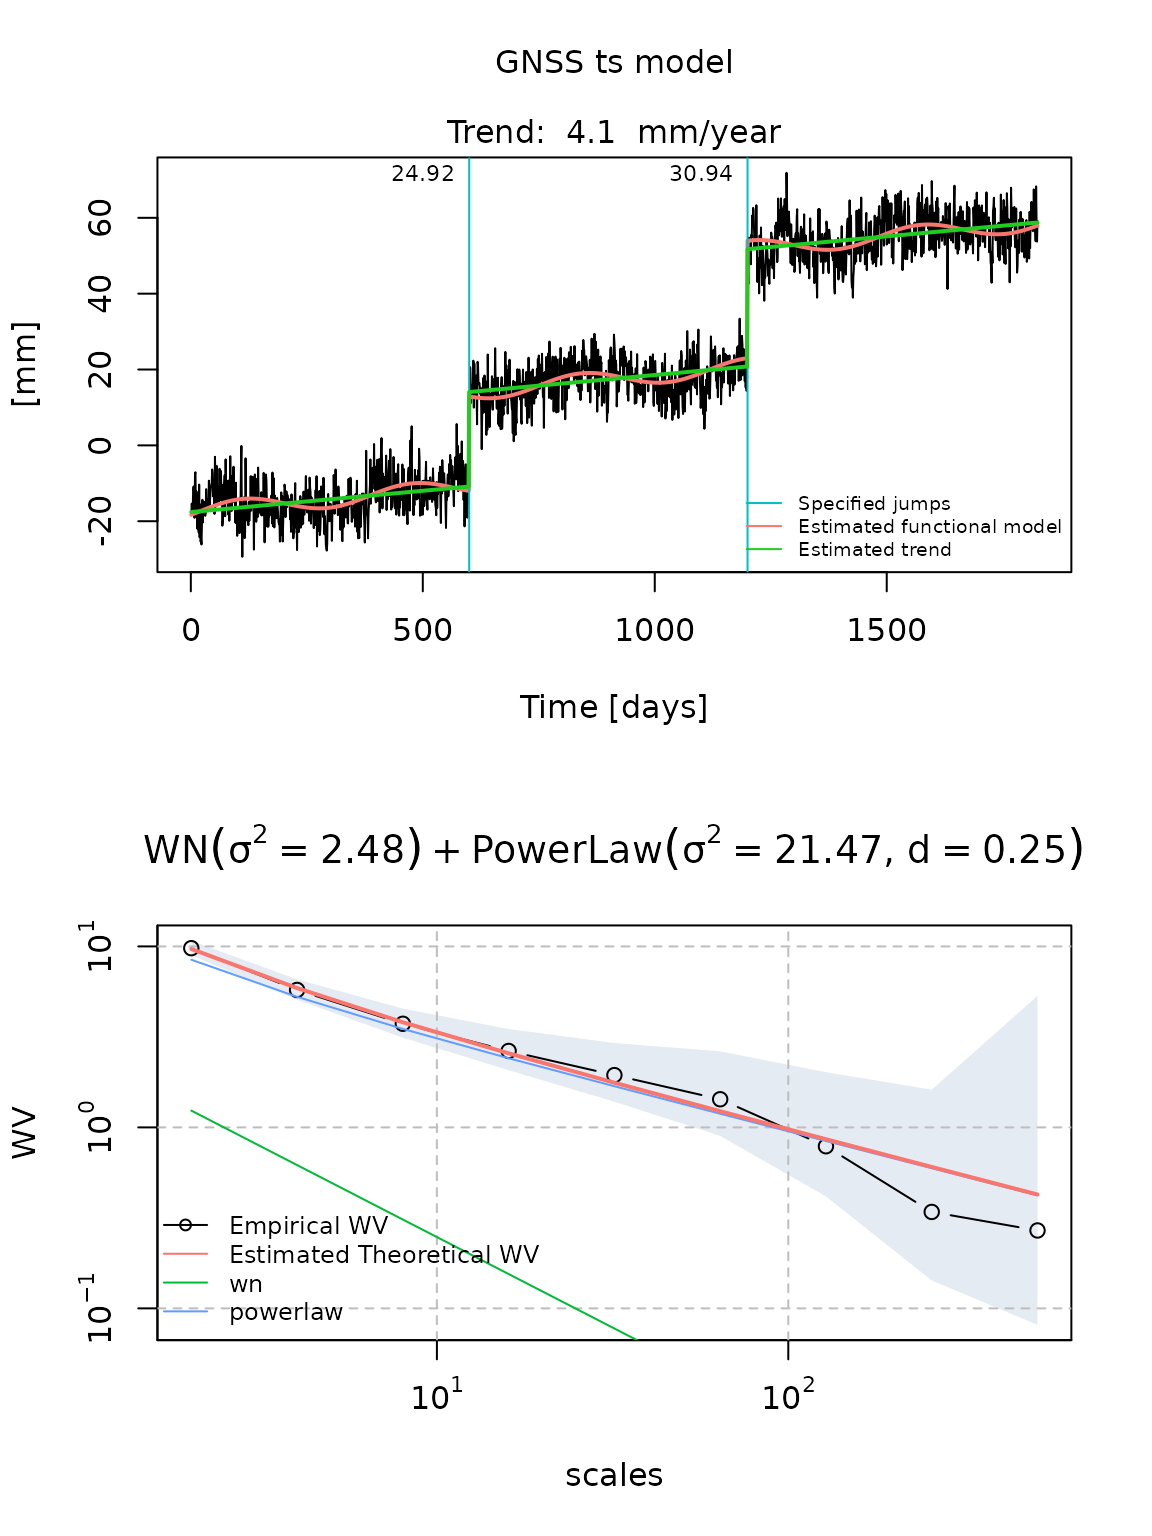 GNSS ts model
Trend: 4.1 mm/year
24.92
30.94
60
40
20
0
-20
[mm]
Specified jumps
Estimated functional model
Estimated trend
0 500 1000 1500
Time [days]
WN(σ² = 2.48) + PowerLaw(σ² = 21.47, d = 0.25)
10¹
10⁰
10⁻¹
WV
Empirical WV
Estimated Theoretical WV
wn
powerlaw
10¹ 10²
scales